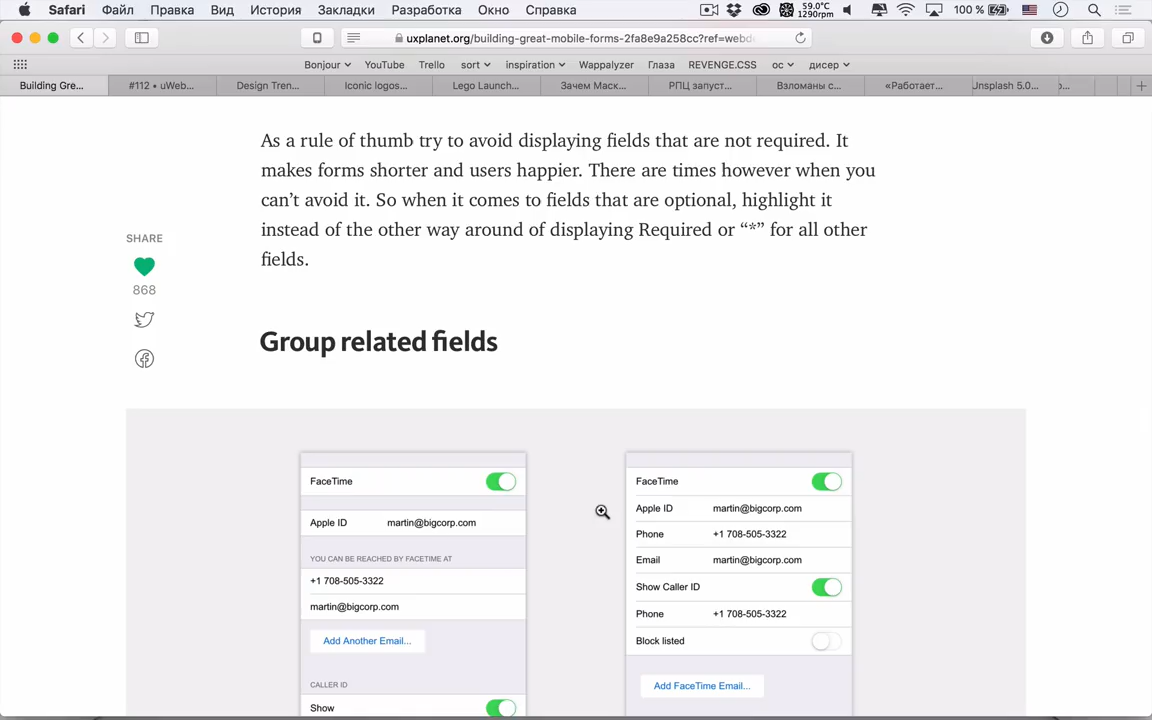 Safari Файл Правка Вид История Закладки Разработка Окно Справка 59.0°C 1290rpm 100 %
uxplanet.org/building-great-mobile-forms-2fa8e9a258cc?ref=webd
Bonjour YouTube Trello sort inspiration Wappalyzer Глаза REVENGE.CSS ос дисер
Building Gre... #112 • uWeb... Design Tren... Iconic logos... Lego Launch... Зачем Маск... РПЦ запуст... Взломаны с... «Работает... Unsplash 5.0...
As a rule of thumb try to avoid displaying fields that are not required. It
makes forms shorter and users happier. There are times however when you
can’t avoid it. So when it comes to fields that are optional, highlight it
instead of the other way around of displaying Required or “*” for all other
fields.
SHARE
868
Group related fields
FaceTime
Apple ID martin@bigcorp.com
YOU CAN BE REACHED BY FACETIME AT
+1 708-505-3322
martin@bigcorp.com
Add Another Email...
CALLER ID
Show
FaceTime
Apple ID martin@bigcorp.com
Phone +1 708-505-3322
Email martin@bigcorp.com
Show Caller ID
Phone +1 708-505-3322
Block listed
Add FaceTime Email...